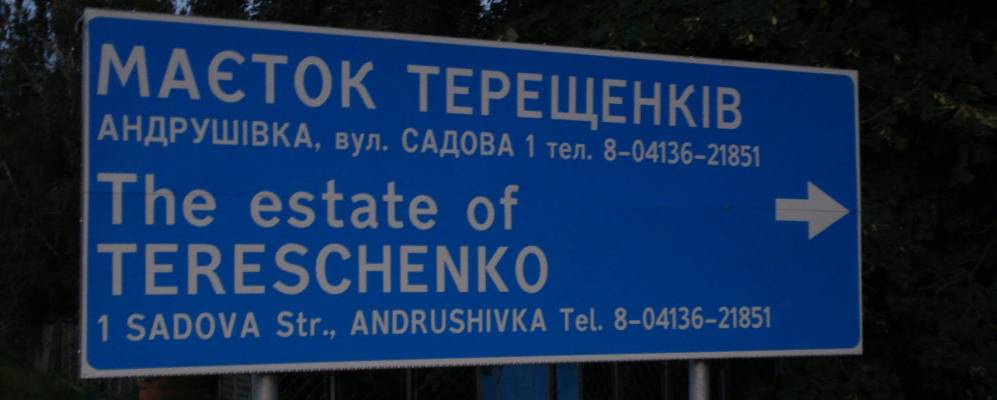 МАЄТОК ТЕРЕЩЕНКІВ
АНДРУШІВКА, вул. САДОВА 1 тел. 8-04136-21851
The estate of
TERESCHENKO
1 SADOVA Str., ANDRUSHIVKA Tel. 8-04136-21851